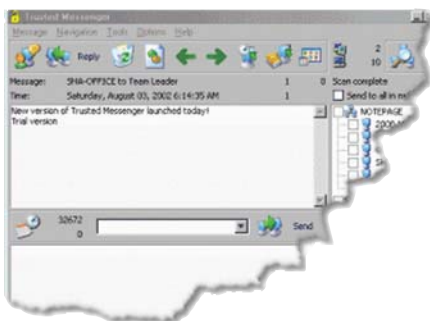 Trusted Messenger
Message Navigation Tools Options Help
Reply
2
10
Message: SMA-OFFICE to Team Leader 1 0 Scan complete
Time: Saturday, August 03, 2002 6:14:35 AM 1 Send to all in
New version of Trusted Messenger launched today!
Trial version
NOTEPAGE
32672
0
Send